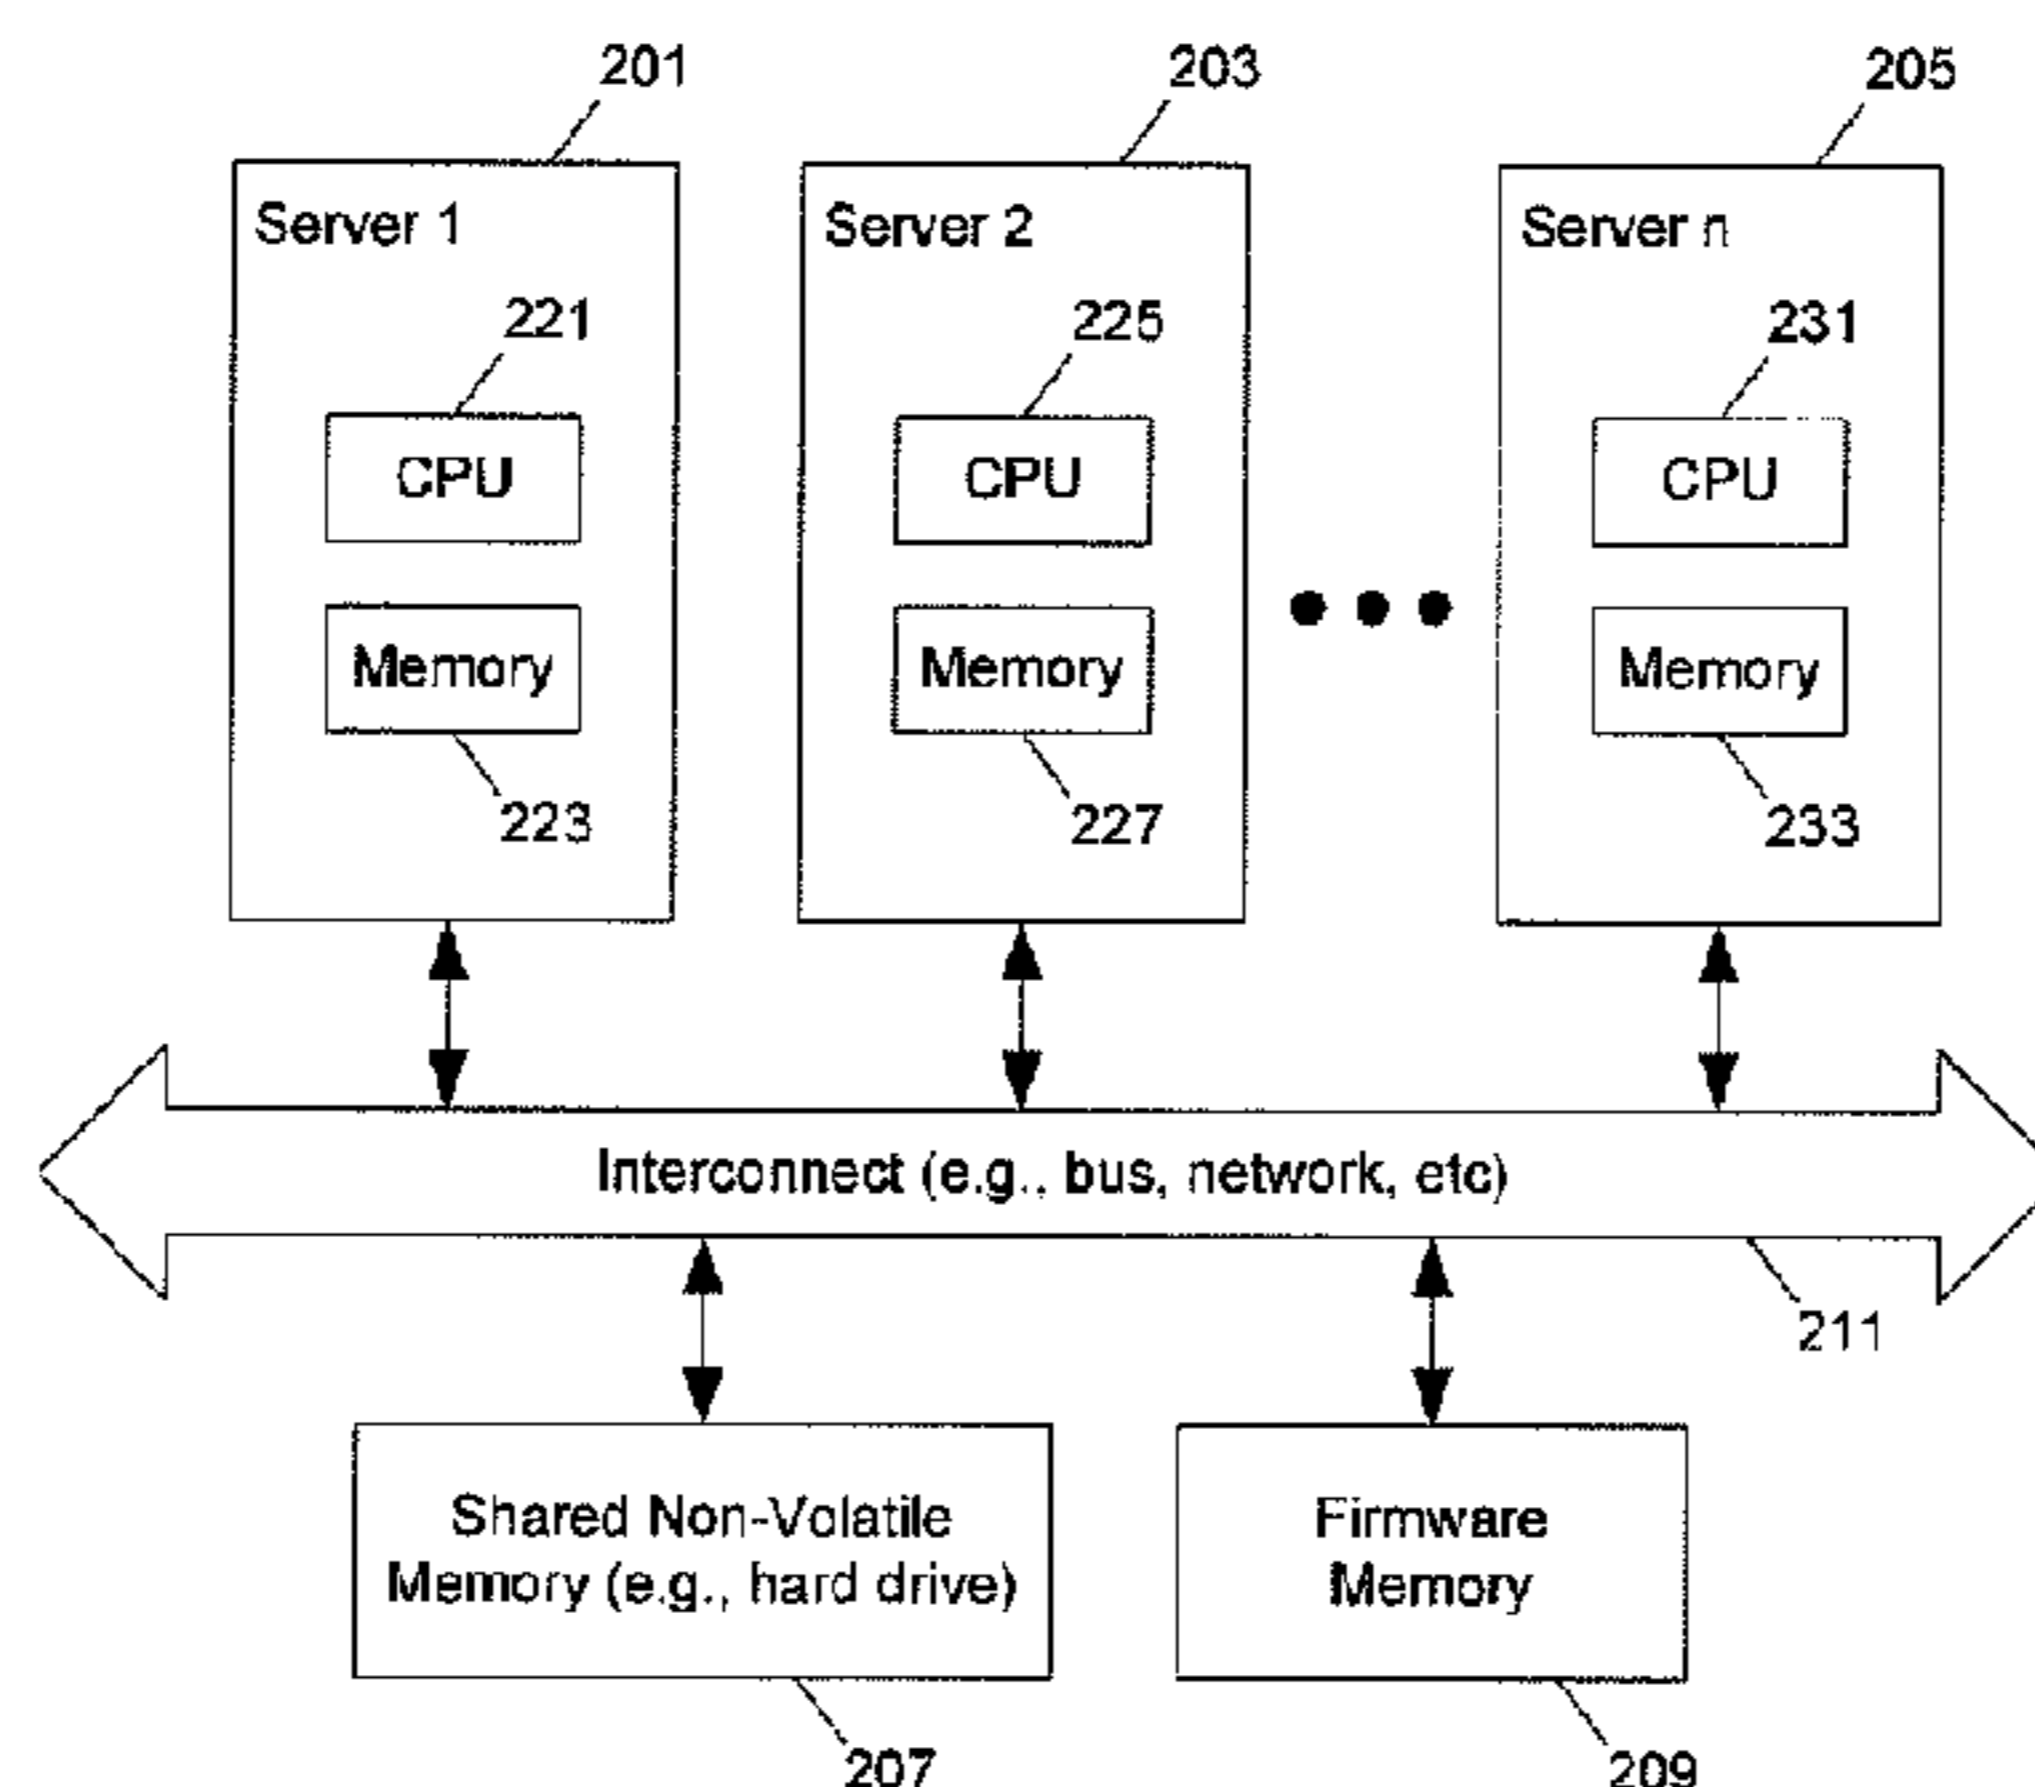 201
203
205
Server 1
Server 2
Server n
221
225
231
CPU
CPU
CPU
Memory
Memory
Memory
223
227
233
Interconnect (e.g., bus, network, etc)
211
Shared Non-Volatile
Memory (e.g., hard drive)
Firmware
Memory
207
209